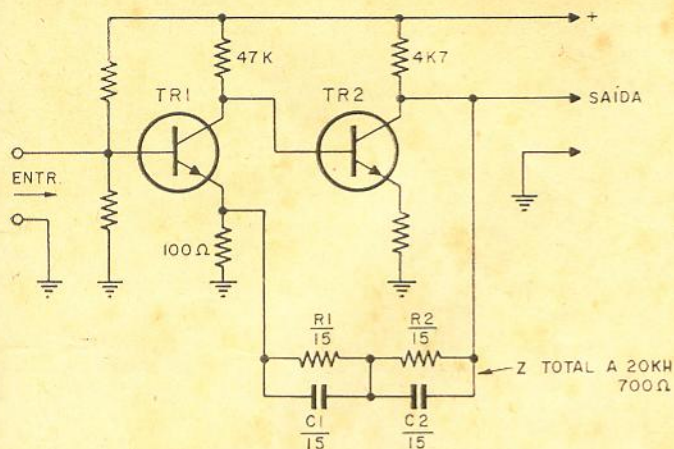 +
47K
4K7
TR1
TR2
SAÍDA
ENTR.
100Ω
R1
15
R2
15
C1
15
C2
15
Z TOTAL A 20KH
700Ω